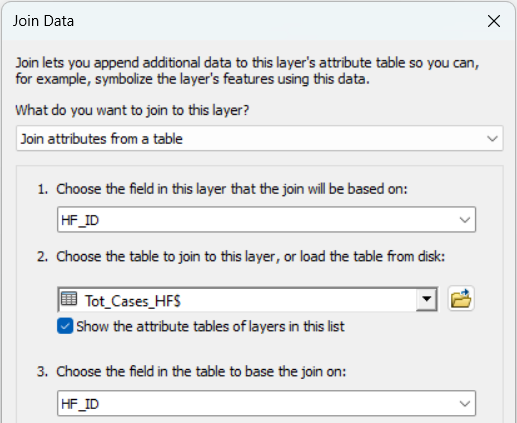 Join Data
Join lets you append additional data to this layer's attribute table so you can,
for example, symbolize the layer's features using this data.
What do you want to join to this layer?
Join attributes from a table
1. Choose the field in this layer that the join will be based on:
HF_ID
2. Choose the table to join to this layer, or load the table from disk:
Tot_Cases_HF$
Show the attribute tables of layers in this list
3. Choose the field in the table to base the join on:
HF_ID